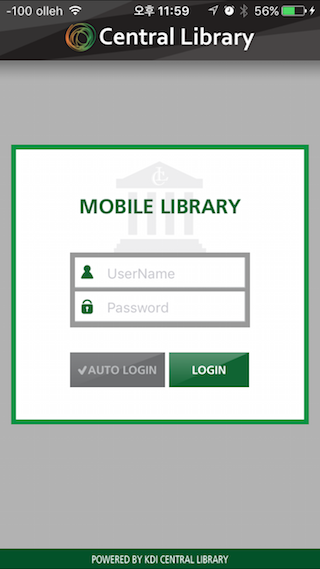 -100 olleh 오후 11:59 56%
Central Library
MOBILE LIBRARY
UserName
Password
AUTO LOGIN LOGIN
POWERED BY KDI CENTRAL LIBRARY